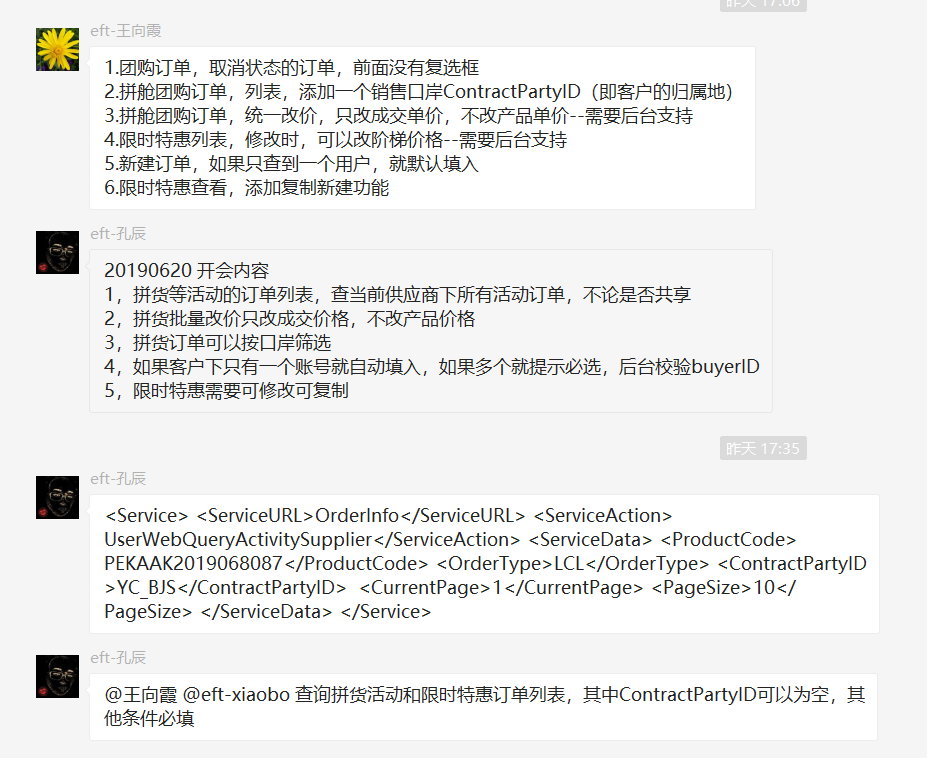 昨天 17:06
eft-王向霞
1.团购订单，取消状态的订单，前面没有复选框
2.拼舱团购订单，列表，添加一个销售口岸ContractPartyID（即客户的归属地）
3.拼舱团购订单，统一改价，只改成交单价，不改产品单价--需要后台支持
4.限时特惠列表，修改时，可以改阶梯价格--需要后台支持
5.新建订单，如果只查到一个用户，就默认填入
6.限时特惠查看，添加复制新建功能
eft-孔辰
20190620 开会内容
1，拼货等活动的订单列表，查当前供应商下所有活动订单，不论是否共享
2，拼货批量改价只改成交价格，不改产品价格
3，拼货订单可以按口岸筛选
4，如果客户下只有一个账号就自动填入，如果多个就提示必选，后台校验buyerID
5，限时特惠需要可修改可复制
昨天 17:35
eft-孔辰
<Service> <ServiceURL>OrderInfo</ServiceURL> <ServiceAction>
UserWebQueryActivitySupplier</ServiceAction> <ServiceData> <ProductCode>
PEKAAK2019068087</ProductCode> <OrderType>LCL</OrderType> <ContractPartyID
>YC_BJS</ContractPartyID>  <CurrentPage>1</CurrentPage> <PageSize>10</
PageSize> </ServiceData> </Service>
eft-孔辰
@王向霞 @eft-xiaobo 查询拼货活动和限时特惠订单列表，其中ContractPartyID可以为空，其
他条件必填